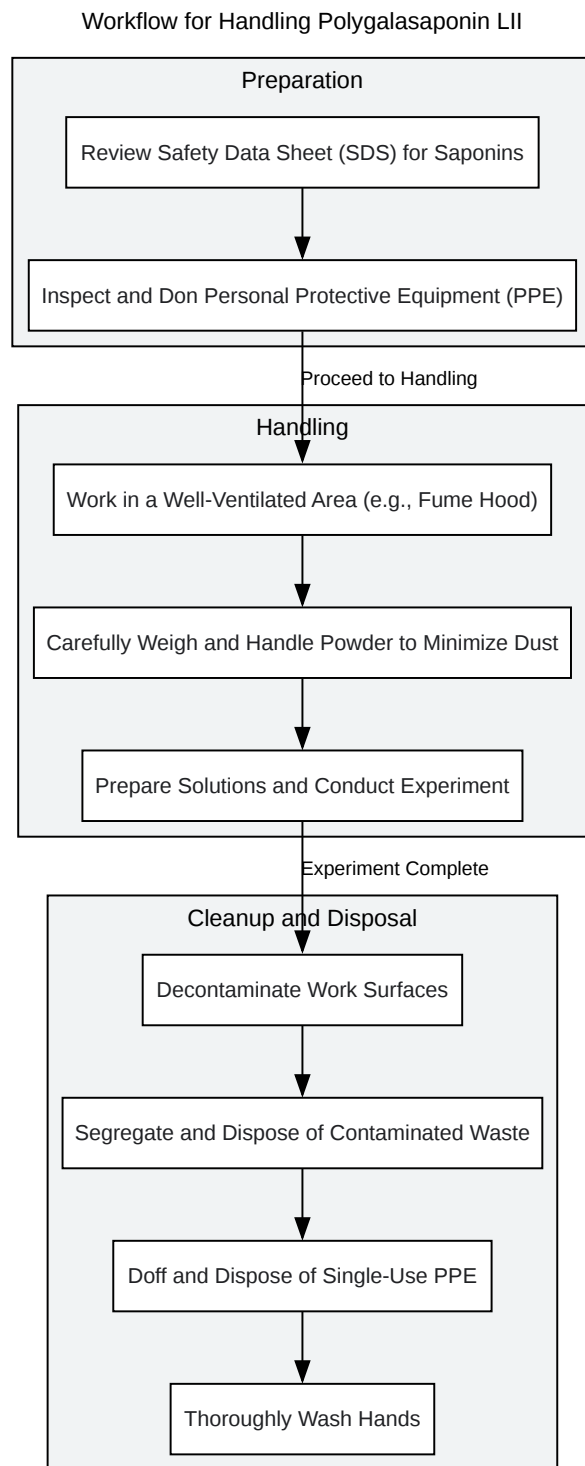 Workflow for Handling Polygalasaponin LII
Preparation
Review Safety Data Sheet (SDS) for Saponins
Inspect and Don Personal Protective Equipment (PPE)
Proceed to Handling
Handling
Work in a Well-Ventilated Area (e.g., Fume Hood)
Carefully Weigh and Handle Powder to Minimize Dust
Prepare Solutions and Conduct Experiment
Experiment Complete
Cleanup and Disposal
Decontaminate Work Surfaces
Segregate and Dispose of Contaminated Waste
Doff and Dispose of Single-Use PPE
Thoroughly Wash Hands